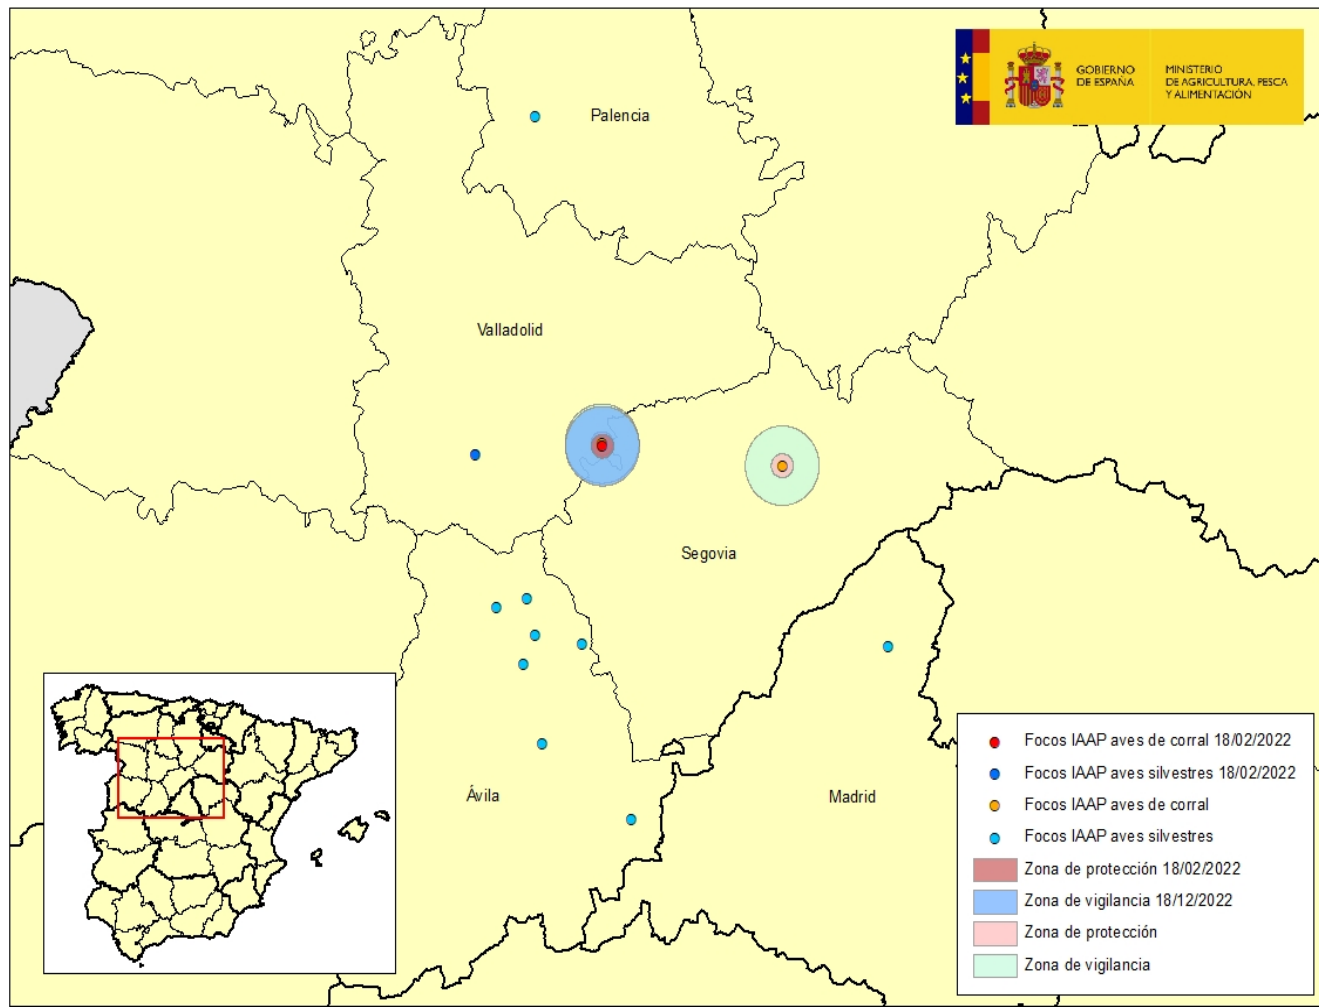 GOBIERNO
DE ESPAÑA
MINISTERIO
DE AGRICULTURA, PESCA
Y ALIMENTACIÓN
Palencia
Valladolid
Segovia
Ávila
Madrid
Focos IAAP aves de corral 18/02/2022
Focos IAAP aves silvestres 18/02/2022
Focos IAAP aves de corral
Focos IAAP aves silvestres
Zona de protección 18/02/2022
Zona de vigilancia 18/12/2022
Zona de protección
Zona de vigilancia